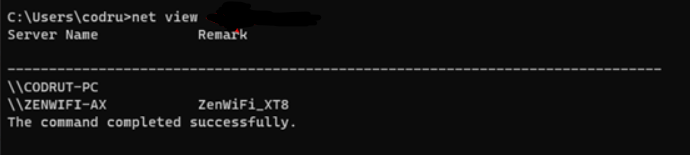 C:\Users\codru>net view
Server Name Remark
-------------------------------------------------------------------------------
\\CODRUT-PC
\\ZENWIFI-AX ZenWiFi_XT8
The command completed successfully.